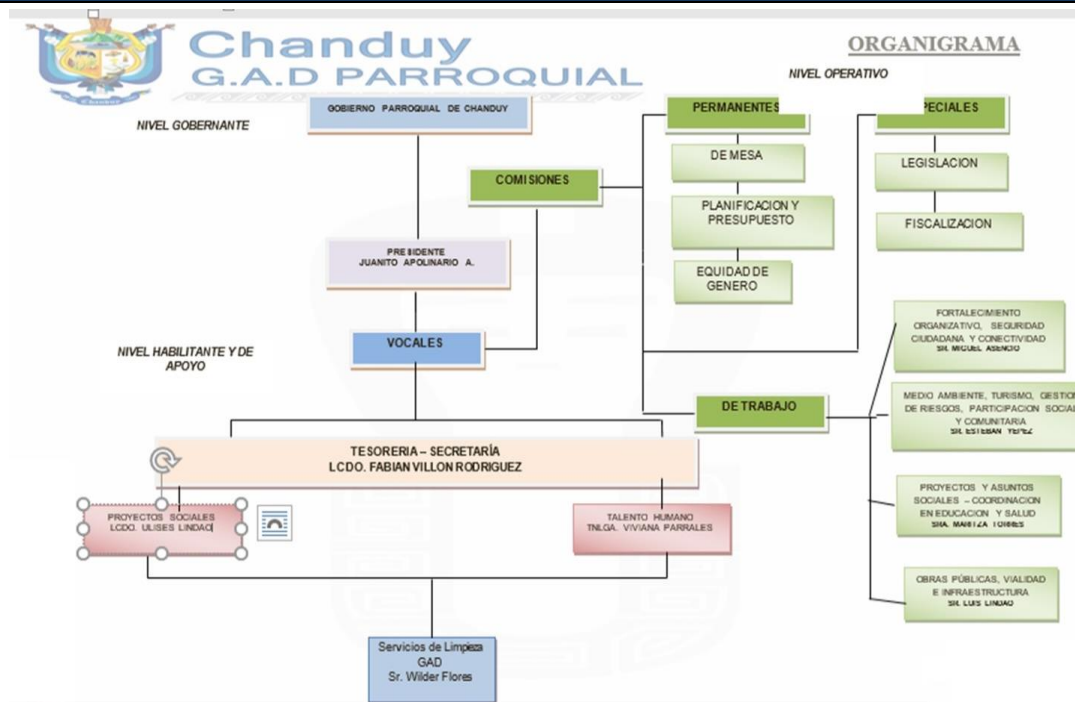 Chanduy
G.A.D PARROQUIAL
Chanduy
ORGANIGRAMA
NIVEL OPERATIVO
NIVEL GOBERNANTE
GOBIERNO PARROQUIAL DE CHANDUY
COMISIONES
PRESIDENTE
JUANITO APOLINARIO A.
NIVEL HABILITANTE Y DE
APOYO
VOCALES
TESORERIA – SECRETARÍA
LCDO. FABIAN VILLON RODRIGUEZ
PROYECTOS SOCIALES
LCDO. ULISES LINDAO
TALENTO HUMANO
TNLGA. VIVIANA PARRALES
Servicios de Limpieza
GAD
Sr. Wilder Flores
PERMANENTES
DE MESA
PLANIFICACION Y
PRESUPUESTO
EQUIDAD DE
GENERO
PECIALES
LEGISLACION
FISCALIZACION
DE TRABAJO
FORTALECIMIENTO
ORGANIZATIVO, SEGURIDAD
CIUDADANA Y CONECTIVIDAD
SR. MIGUEL ASENCIO
MEDIO AMBIENTE, TURISMO, GESTION
DE RIESGOS, PARTICIPACION SOCIAL
Y COMUNITARIA
SR. ESTEBAN YEPEZ
PROYECTOS Y ASUNTOS
SOCIALES – COORDINACION
EN EDUCACION Y SALUD
SRA. MARITZA TORRES
OBRAS PÚBLICAS, VIALIDAD
E INFRAESTRUCTURA
SR. LUIS LINDAO